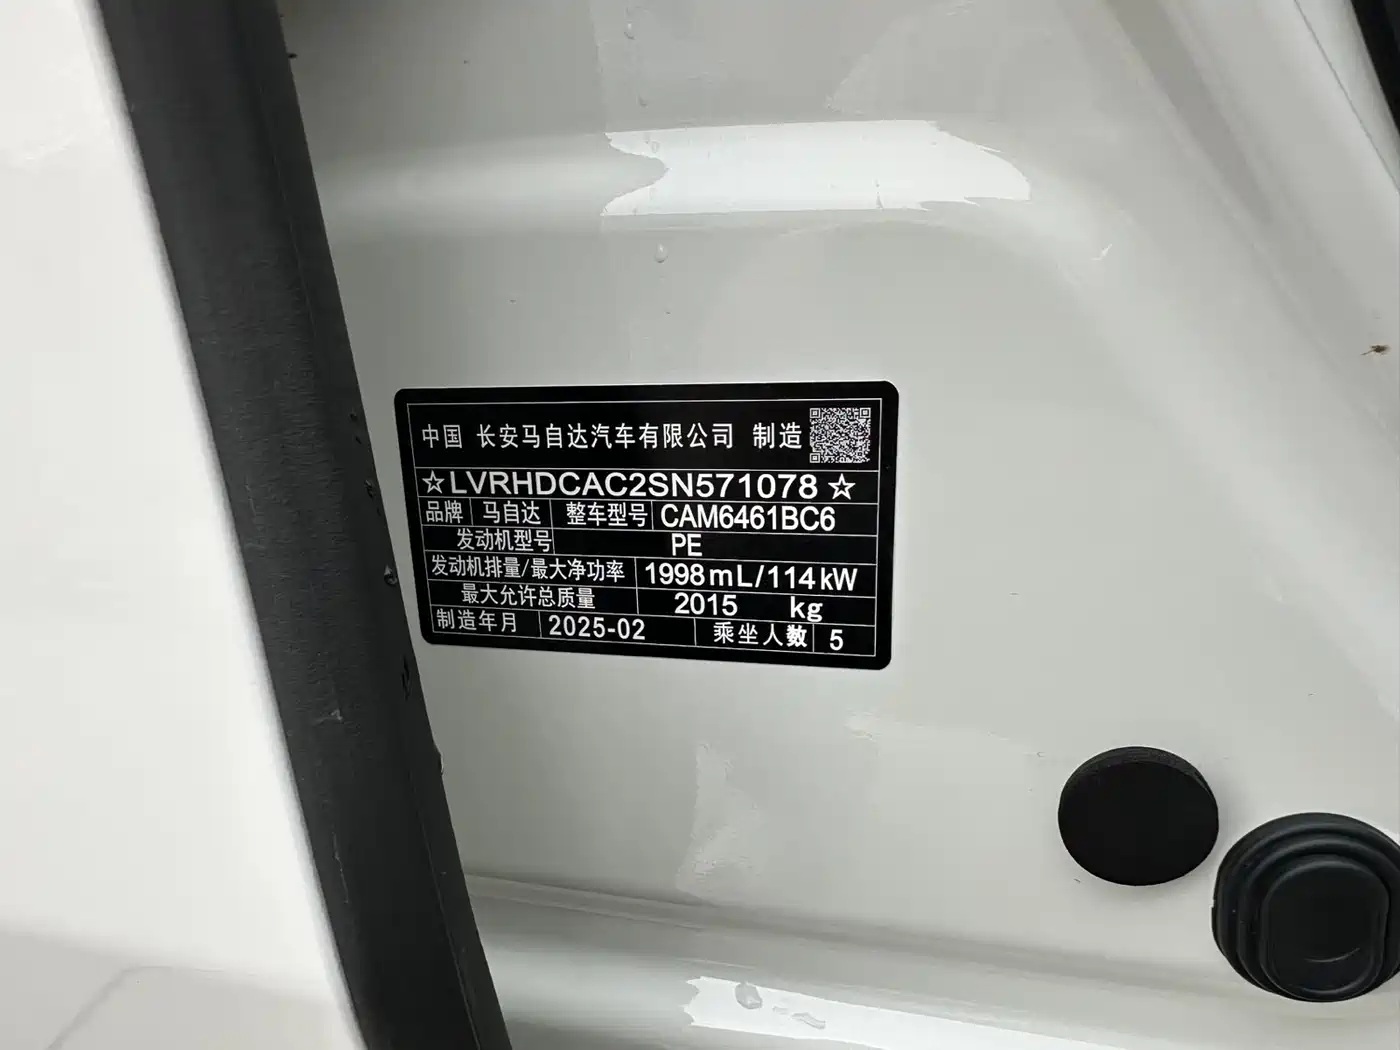 中国 长安马自达汽车有限公司 制造
☆LVRHDCAC2SN571078☆
品牌 马自达 整车型号 CAM6461BC6
发动机型号 PE
发动机排量/最大净功率 1998mL/114kW
最大允许总质量 2015 kg
制造年月 2025-02 乘坐人数 5